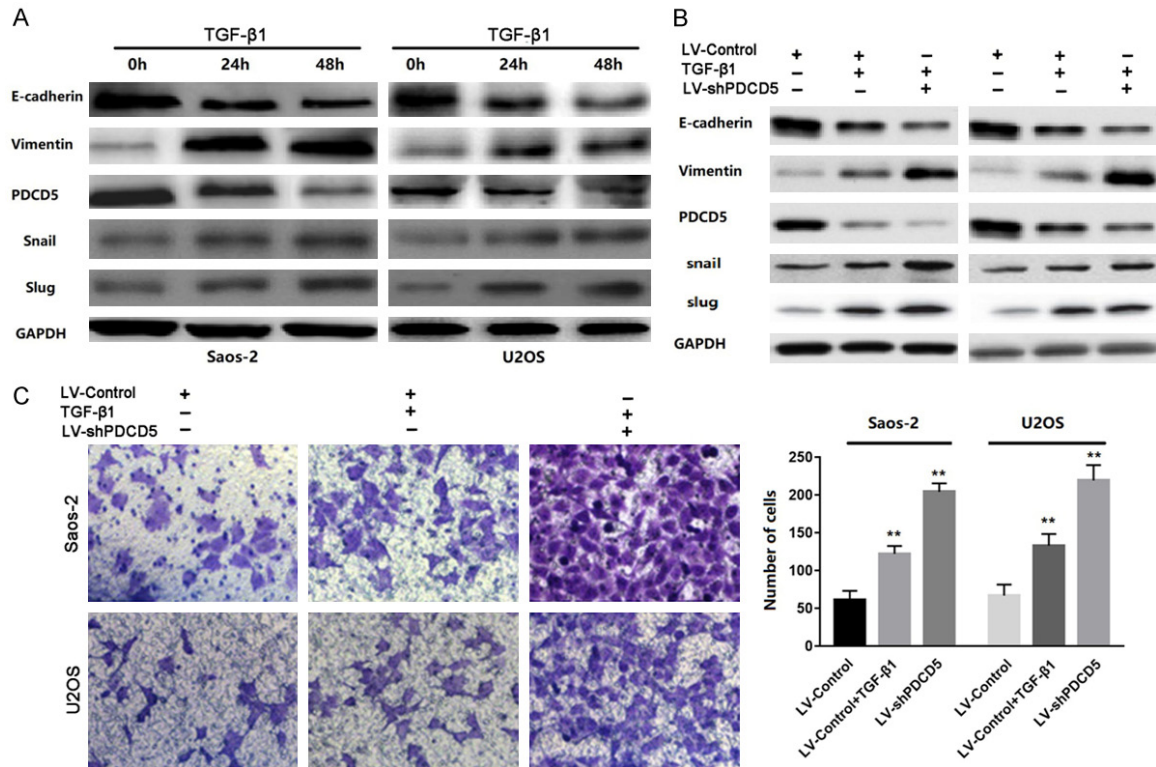 A
TGF-β1 TGF-β1
0h 24h 48h 0h 24h 48h
E-cadherin
Vimentin
PDCD5
Snail
Slug
GAPDH
Saos-2 U2OS
B
LV-Control + + – + + –
TGF-β1 – + + – + +
LV-shPDCD5 – – + – – +
E-cadherin
Vimentin
PDCD5
snail
slug
GAPDH
C
LV-Control + + –
TGF-β1 – + +
LV-shPDCD5 – – +
Saos-2
U2OS
Saos-2 U2OS
Number of cells
250
200
150
100
50
0
** ** ** **
LV-Control LV-Control+TGF-β1 LV-shPDCD5 LV-Control LV-Control+TGF-β1 LV-shPDCD5